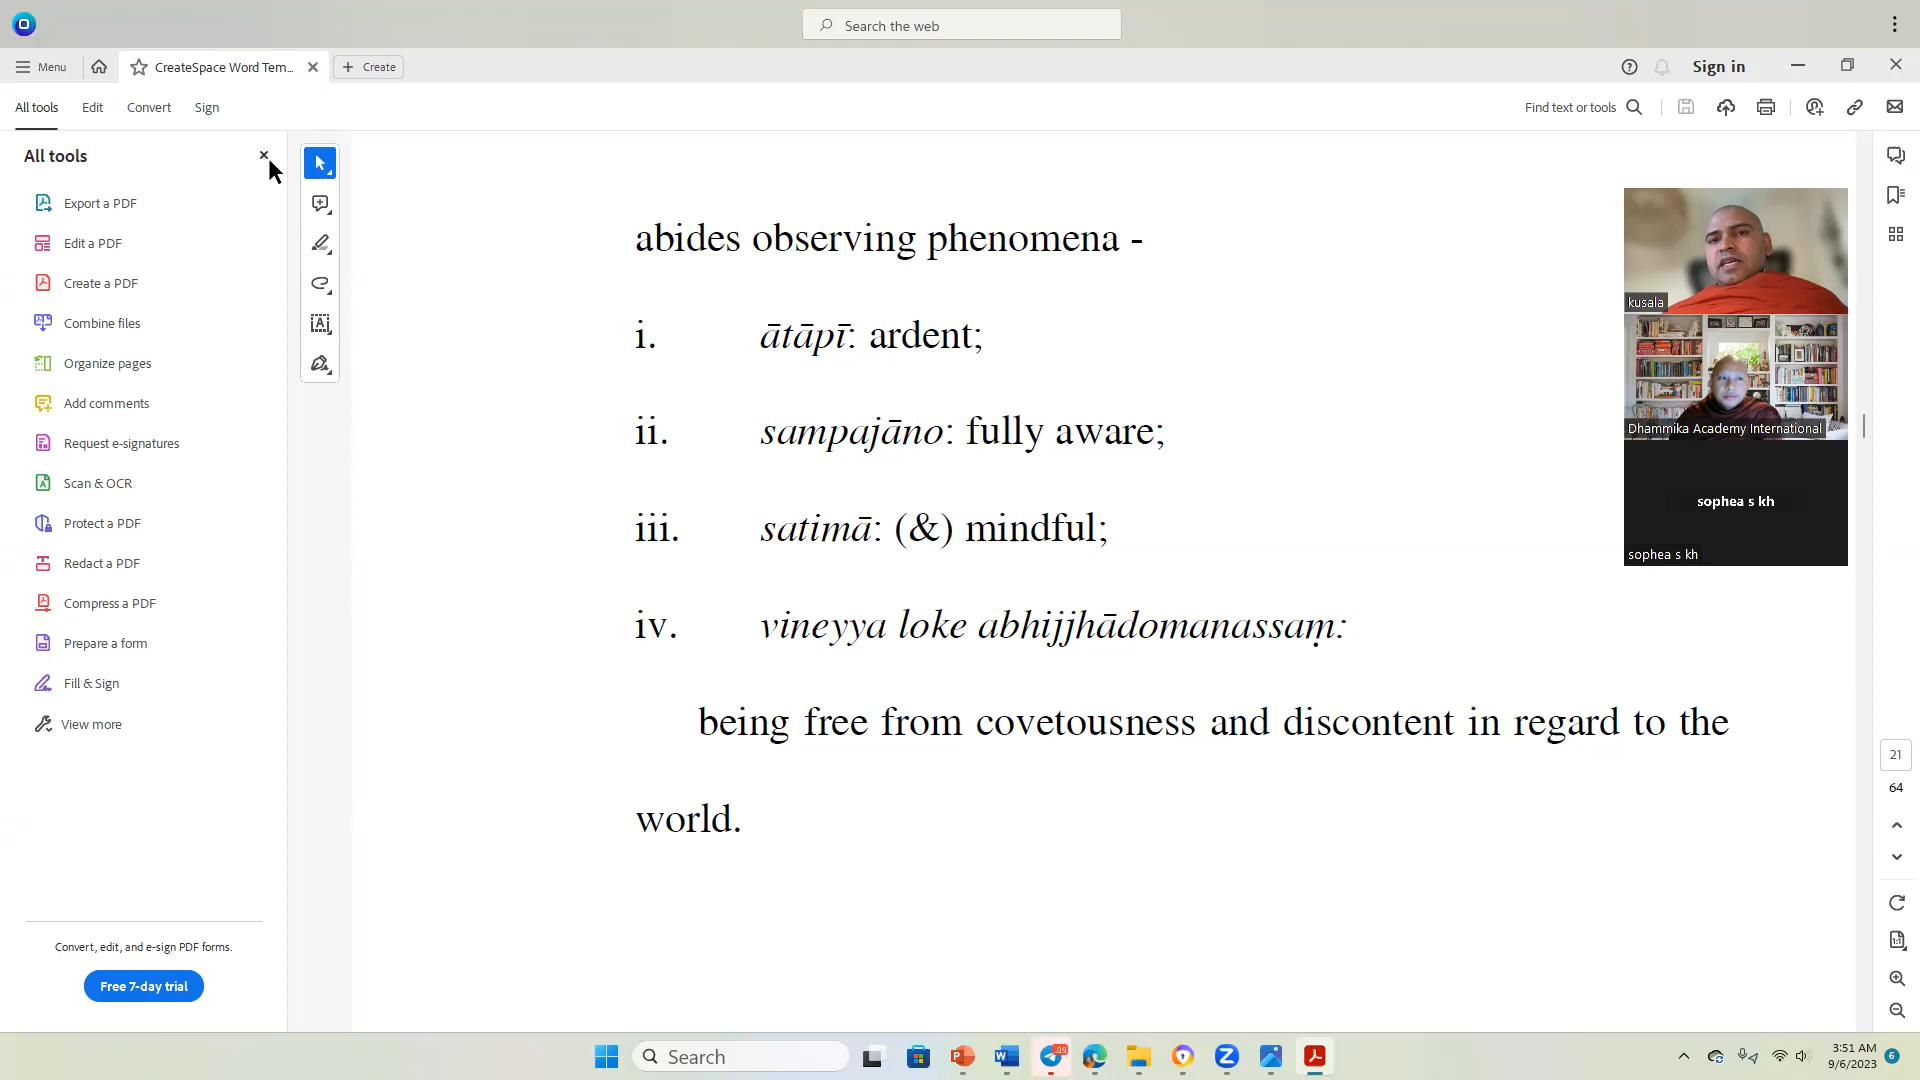 Search the web
Menu
CreateSpace Word Tem...
Create
Sign in
All tools
Edit
Convert
Sign
Find text or tools
All tools
Export a PDF
Edit a PDF
Create a PDF
Combine files
Organize pages
Add comments
Request e-signatures
Scan & OCR
Protect a PDF
Redact a PDF
Compress a PDF
Prepare a form
Fill & Sign
View more
Convert, edit, and e-sign PDF forms.
Free 7-day trial
abides observing phenomena -
i. ātāpī: ardent;
ii. sampajāno: fully aware;
iii. satimā: (&) mindful;
iv. vineyya loke abhijjhādomanassaṃ:
being free from covetousness and discontent in regard to the
world.
kusala
Dhammika Academy International
sophea s kh
sophea s kh
21
64
Search
3:51 AM
9/6/2023
6